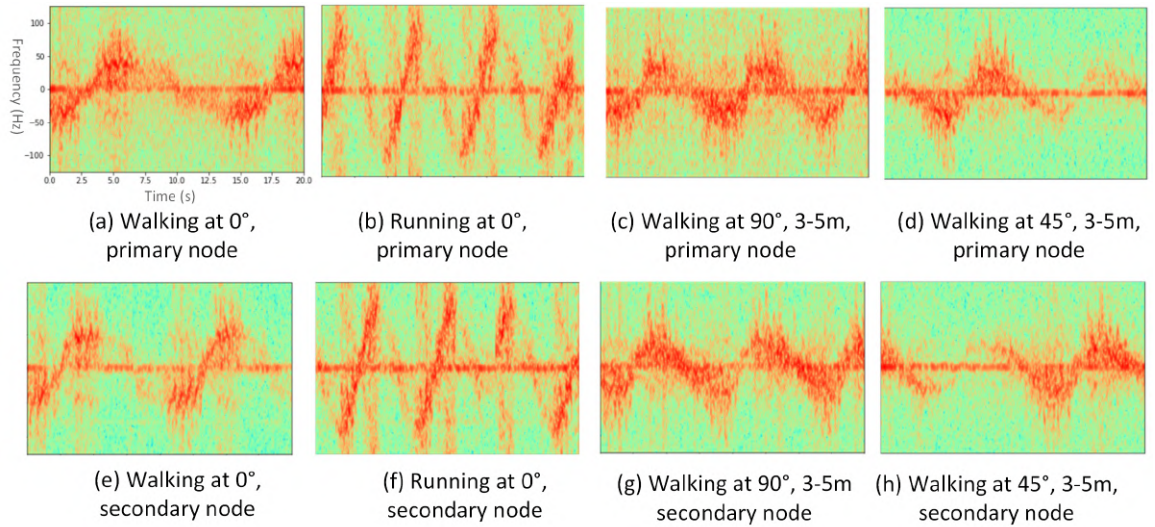 Frequency (Hz)
100
50
0
−50
−100
0.0 2.5 5.0 7.5 10.0 12.5 15.0 17.5 20.0
Time (s)
(a) Walking at 0°,
primary node
(b) Running at 0°,
primary node
(c) Walking at 90°, 3-5m,
primary node
(d) Walking at 45°, 3-5m,
primary node
(e) Walking at 0°,
secondary node
(f) Running at 0°,
secondary node
(g) Walking at 90°, 3-5m
secondary node
(h) Walking at 45°, 3-5m,
secondary node